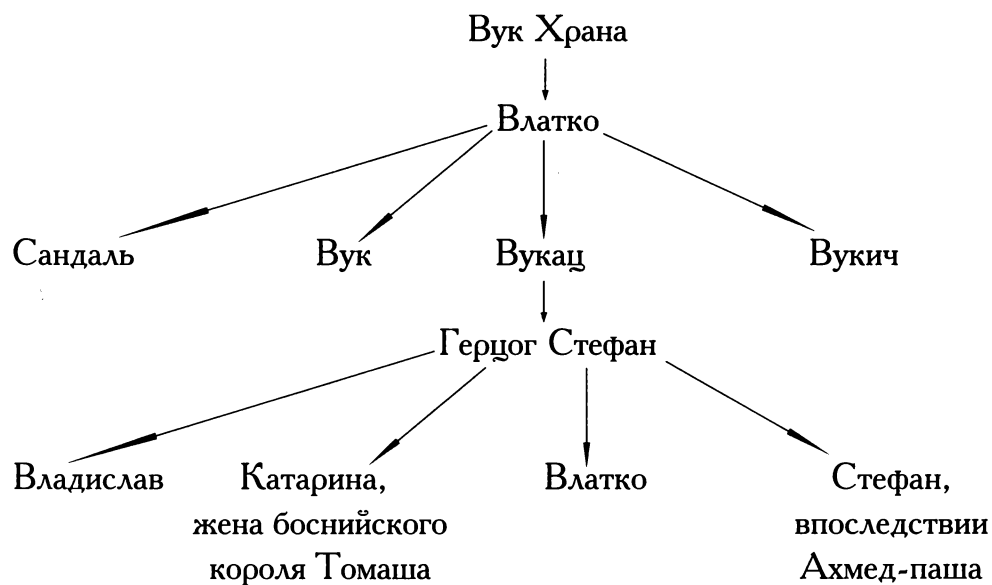 Вук Храна
Влатко
Сандаль Вук Вукац Вукич
Герцог Стефан
Владислав Катарина, Влатко Стефан,
жена боснийского впоследствии
короля Томаша Ахмед-паша